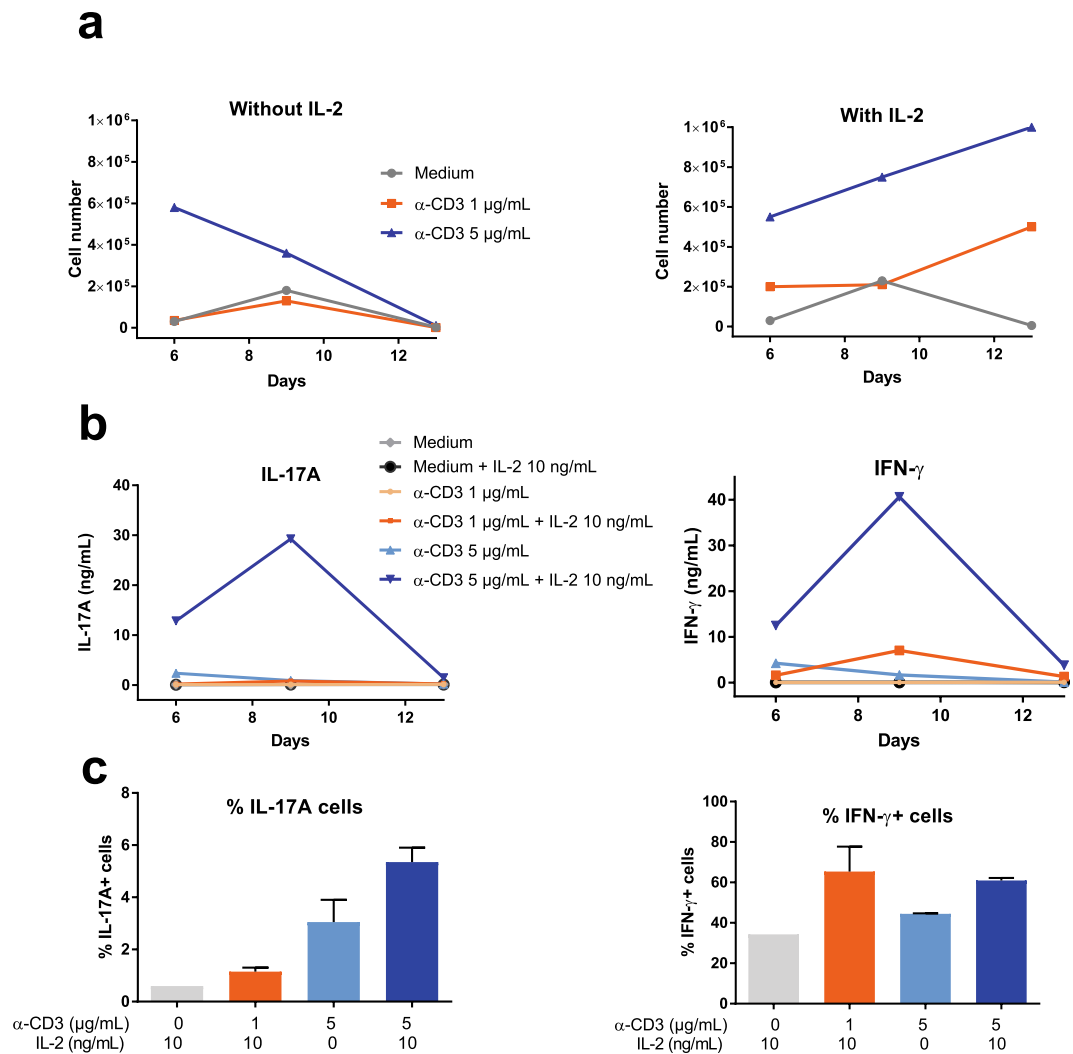 a
Without IL-2
1×10⁶
8×10⁵
6×10⁵
4×10⁵
2×10⁵
0
Cell number
6 8 10 12
Days
Medium
α-CD3 1 µg/mL
α-CD3 5 µg/mL
With IL-2
1×10⁶
8×10⁵
6×10⁵
4×10⁵
2×10⁵
0
Cell number
6 8 10 12
Days
b
IL-17A
40
30
20
10
0
IL-17A (ng/mL)
6 8 10 12
Days
Medium
Medium + IL-2 10 ng/mL
α-CD3 1 µg/mL
α-CD3 1 µg/mL + IL-2 10 ng/mL
α-CD3 5 µg/mL
α-CD3 5 µg/mL + IL-2 10 ng/mL
IFN-γ
40
30
20
10
0
IFN-γ (ng/mL)
6 8 10 12
Days
c
% IL-17A cells
8
6
4
2
0
% IL-17A+ cells
α-CD3 (µg/mL) 0 1 5 5
IL-2 (ng/mL) 10 10 0 10
% IFN-γ+ cells
100
80
60
40
20
0
% IFN-γ+ cells
α-CD3 (µg/mL) 0 1 5 5
IL-2 (ng/mL) 10 10 0 10